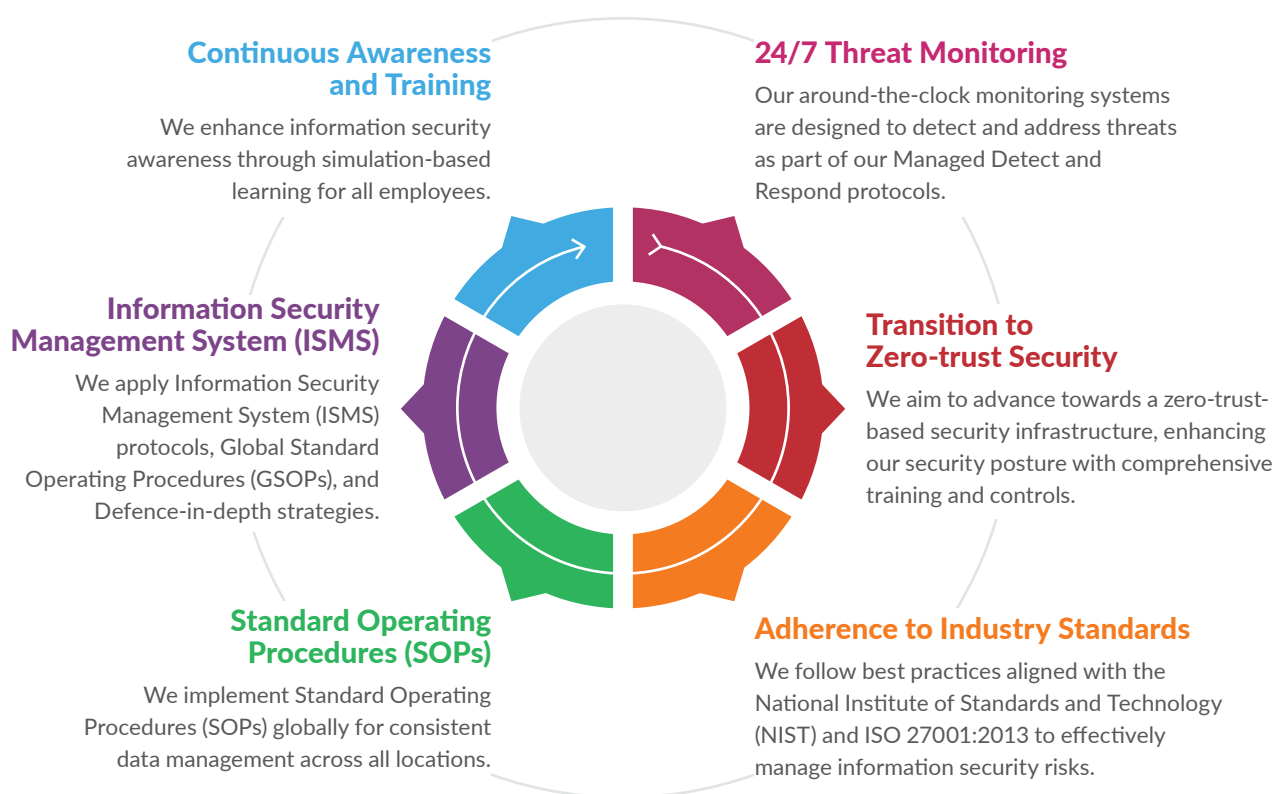 Continuous Awareness
and Training
We enhance information security
awareness through simulation-based
learning for all employees.
24/7 Threat Monitoring
Our around-the-clock monitoring systems
are designed to detect and address threats
as part of our Managed Detect and
Respond protocols.
Information Security
Management System (ISMS)
We apply Information Security
Management System (ISMS)
protocols, Global Standard
Operating Procedures (GSOPs), and
Defence-in-depth strategies.
Transition to
Zero-trust Security
We aim to advance towards a zero-trust-
based security infrastructure, enhancing
our security posture with comprehensive
training and controls.
Standard Operating
Procedures (SOPs)
We implement Standard Operating
Procedures (SOPs) globally for consistent
data management across all locations.
Adherence to Industry Standards
We follow best practices aligned with the
National Institute of Standards and Technology
(NIST) and ISO 27001:2013 to effectively
manage information security risks.